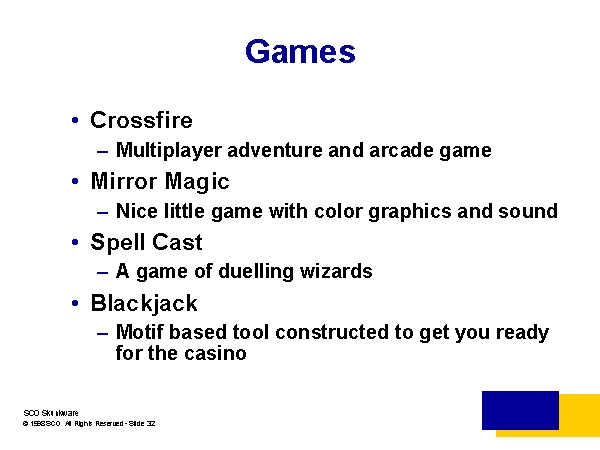 Games
• Crossfire
– Multiplayer adventure and arcade game
• Mirror Magic
– Nice little game with color graphics and sound
• Spell Cast
– A game of duelling wizards
• Blackjack
– Motif based tool constructed to get you ready
for the casino
SCO Skunkware
© 1998 SCO All Rights Reserved - Slide 32